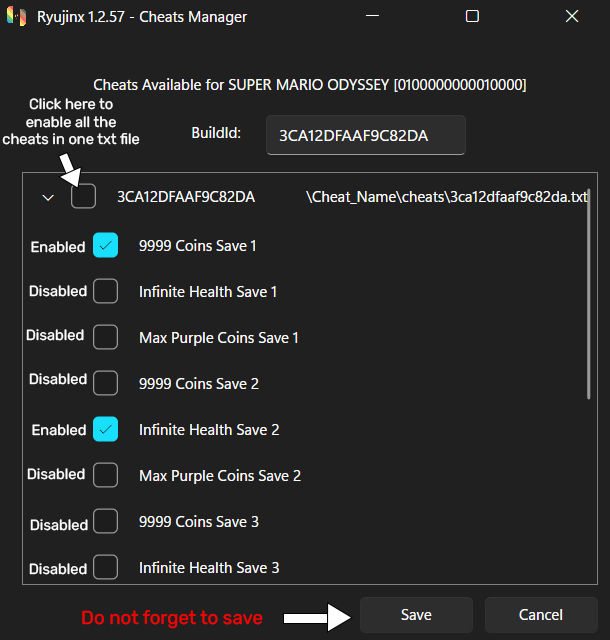 Ryujinx 1.2.57 - Cheats Manager
Cheats Available for SUPER MARIO ODYSSEY [0100000000010000]
Click here to
enable all the
cheats in one txt file
BuildId: 3CA12DFAAF9C82DA
3CA12DFAAF9C82DA \Cheat_Name\cheats\3ca12dfaaf9c82da.txt
Enabled 9999 Coins Save 1
Disabled Infinite Health Save 1
Disabled Max Purple Coins Save 1
Disabled 9999 Coins Save 2
Enabled Infinite Health Save 2
Disabled Max Purple Coins Save 2
Disabled 9999 Coins Save 3
Disabled Infinite Health Save 3
Do not forget to save Save Cancel